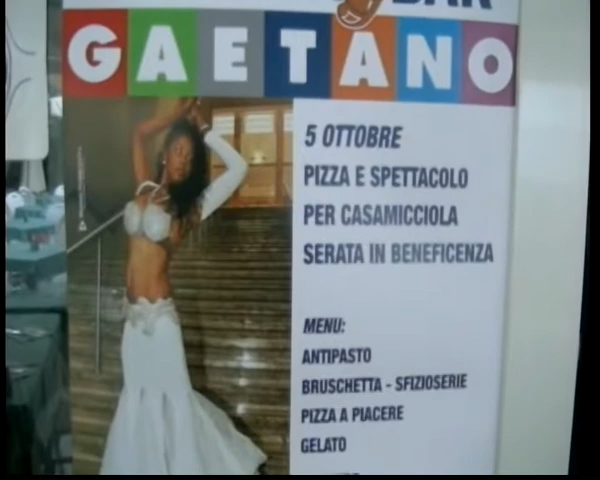 BAR
GAETANO
5 OTTOBRE
PIZZA E SPETTACOLO
PER CASAMICCIOLA
SERATA IN BENEFICENZA
MENU:
ANTIPASTO
BRUSCHETTA - SFIZIOSERIE
PIZZA A PIACERE
GELATO